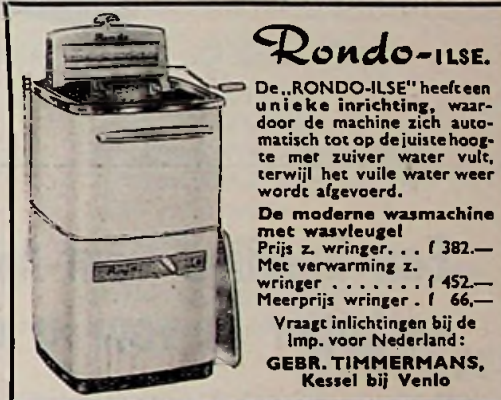 Rondo
Rondo-ILSE.
De „RONDO-ILSE" heeft een
unieke inrichting, waar-
door de machine zich auto-
matisch tot op de juiste hoog-
te met zuiver water vult,
terwijl het vuile water weer
wordt afgevoerd.
De moderne wasmachine
met wasvleugel
Prijs z. wringer. . . f 382.—
Met verwarming z.
wringer . . . . . . . f 452.—
Meerprijs wringer . f 66.—
Vraagt inlichtingen bij de
Imp. voor Nederland:
GEBR. TIMMERMANS,
Kessel bij Venlo